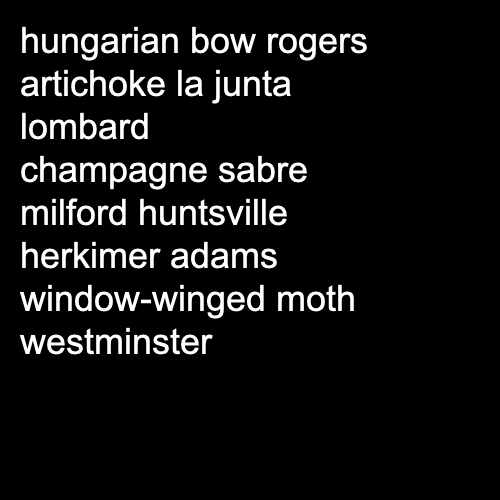 hungarian bow rogers
artichoke la junta
lombard
champagne sabre
milford huntsville
herkimer adams
window-winged moth
westminster